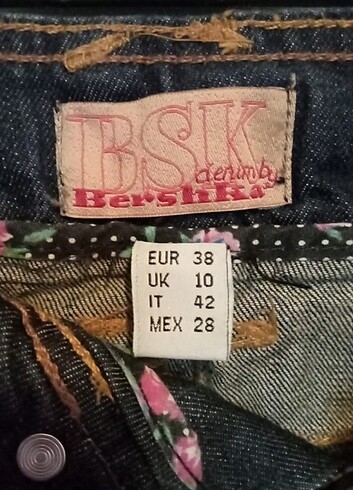 BSK
denim by
Bershka
EUR 38
UK 10
IT 42
MEX 28